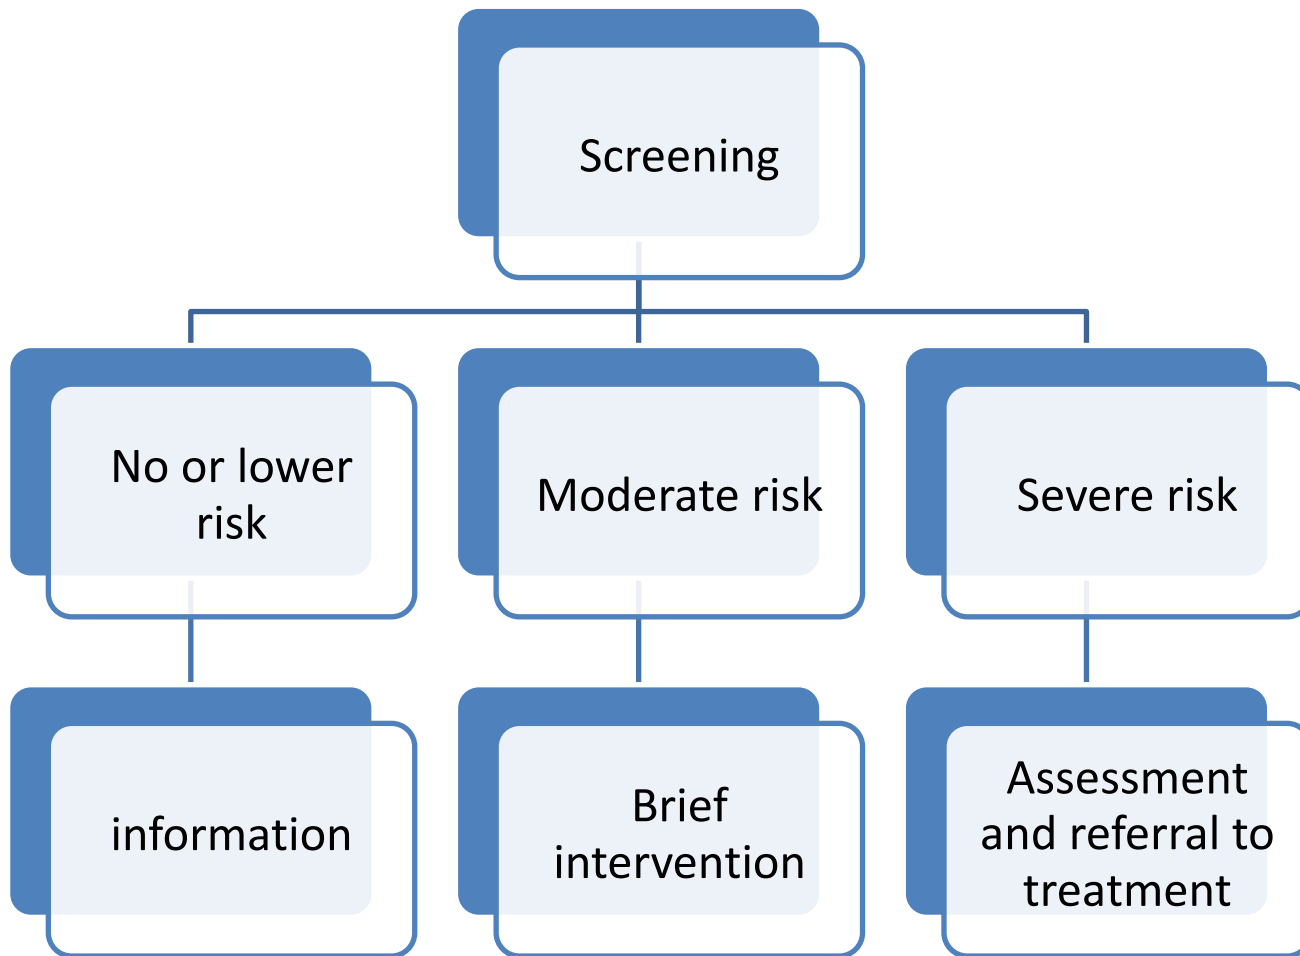 Screening
No or lower
risk
Moderate risk
Severe risk
information
Brief
intervention
Assessment
and referral to
treatment